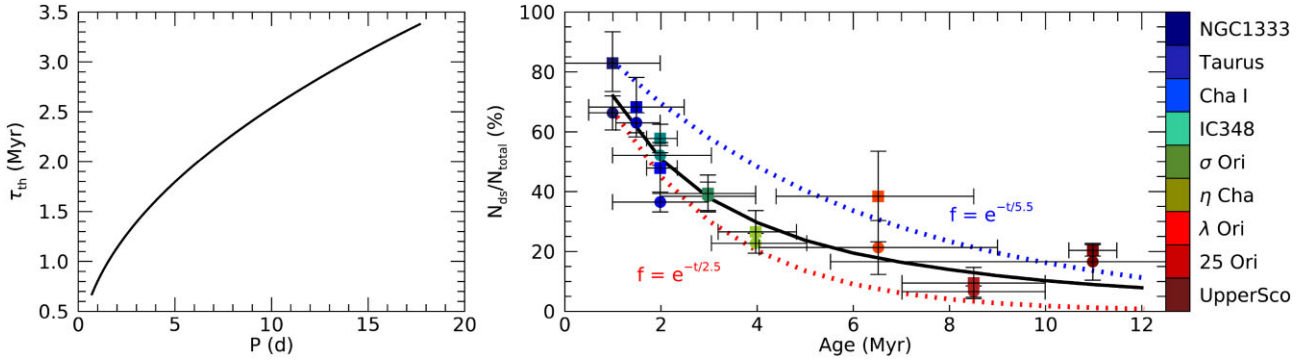 3.5
3.0
2.5
2.0
1.5
1.0
0.5
τth (Myr)
0 5 10 15 20
P (d)
100
80
60
40
20
0
Nds/Ntotal (%)
f = e-t/5.5
f = e-t/2.5
0 2 4 6 8 10 12
Age (Myr)
NGC1333
Taurus
Cha I
IC348
σ Ori
η Cha
λ Ori
25 Ori
UpperSco